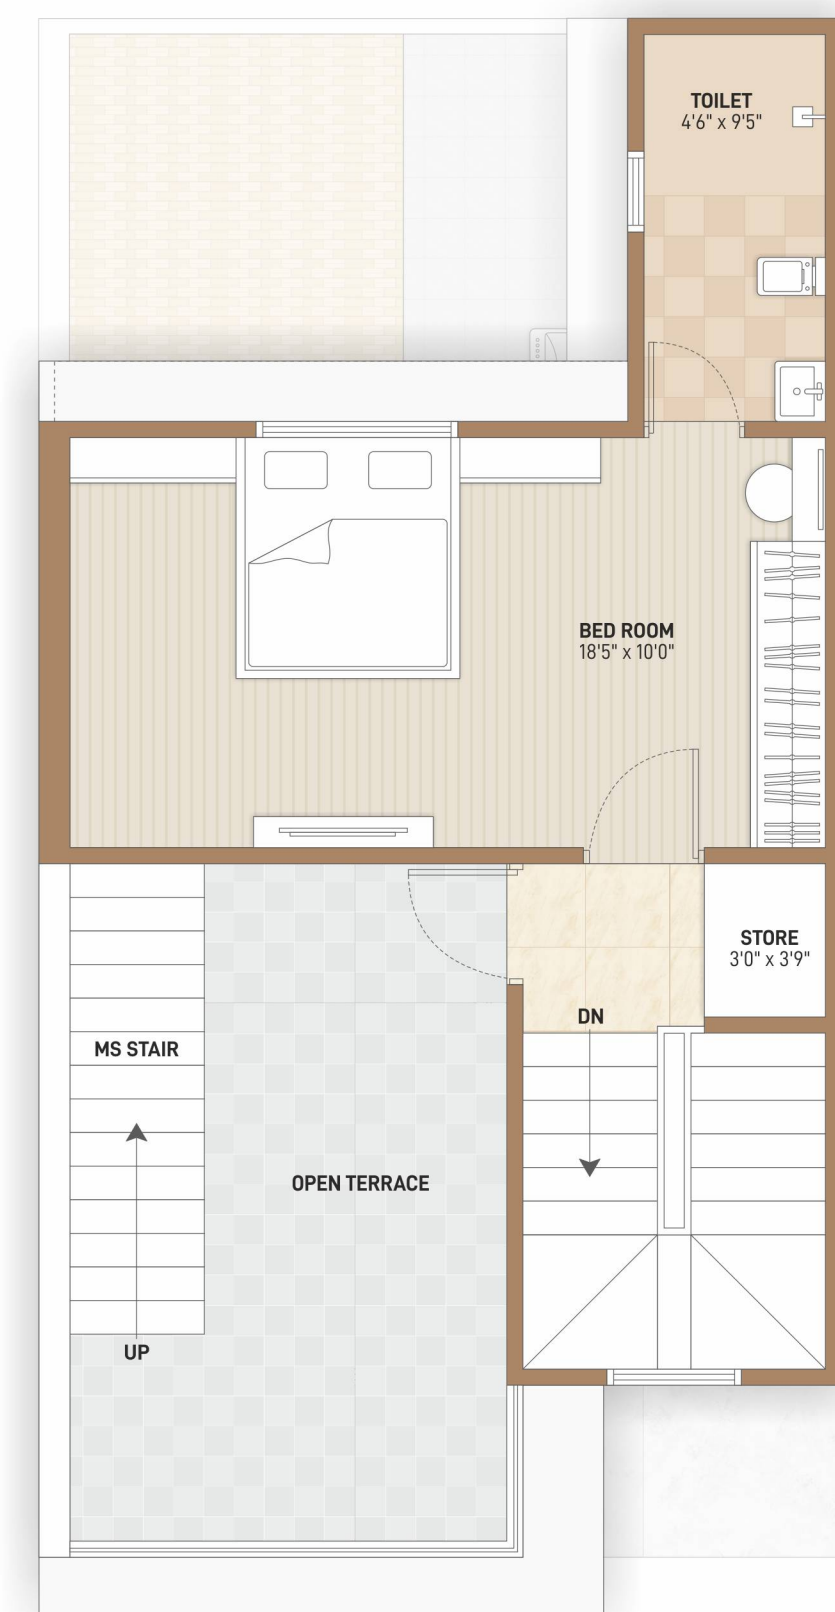 TOILET
4'6" x 9'5"
BED ROOM
18'5" x 10'0"
STORE
3'0" x 3'9"
DN
MS STAIR
OPEN TERRACE
UP